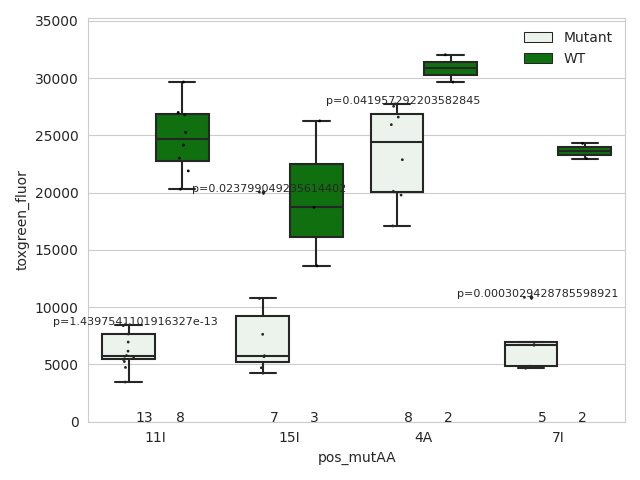 35000
Mutant
WT
30000
p=0.041957292203582845
25000
20000
p=0.023799049235614402
15000
10000
p=0.0003029428785598921
p=1.4397541101916327e-13
5000
0
13 8 7 3 8 2 5 2
11I 15I 4A 7I
pos_mutAA
toxgreen_fluor